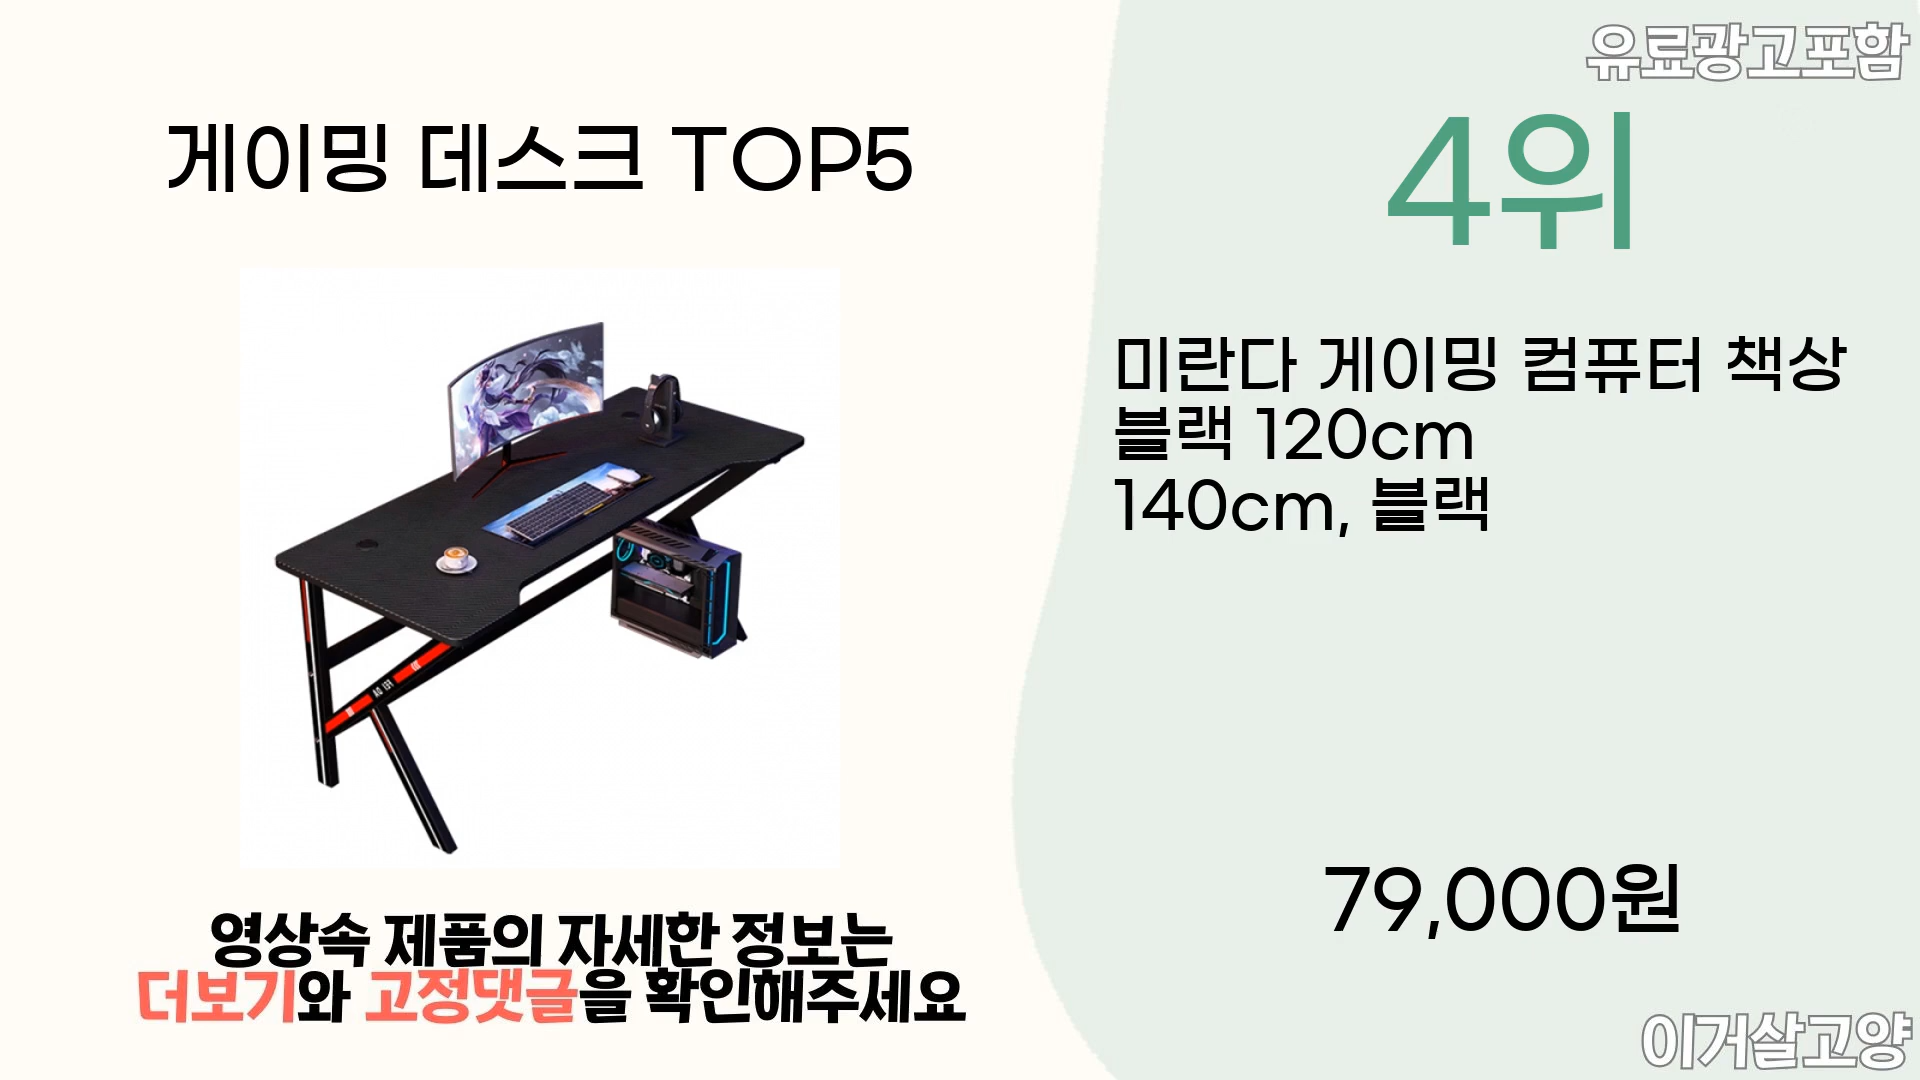 유료광고포함
게이밍 데스크 TOP5
4위
미란다 게이밍 컴퓨터 책상
블랙 120cm
140cm, 블랙
79,000원
영상속 제품의 자세한 정보는
더보기와 고정댓글을 확인해주세요
이거살고양